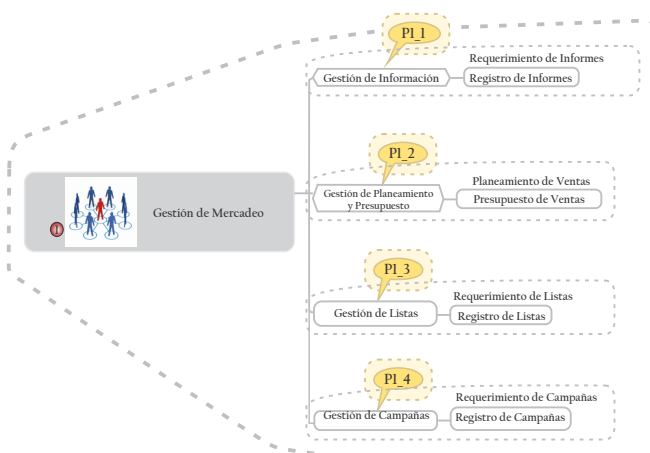 PI_1
Requerimiento de Informes
Gestión de Información
Registro de Informes
PI_2
Planeamiento de Ventas
Gestión de Planeamiento
y Presupuesto
Presupuesto de Ventas
1
Gestión de Mercadeo
PI_3
Requerimiento de Listas
Gestión de Listas
Registro de Listas
PI_4
Requerimiento de Campañas
Gestión de Campañas
Registro de Campañas